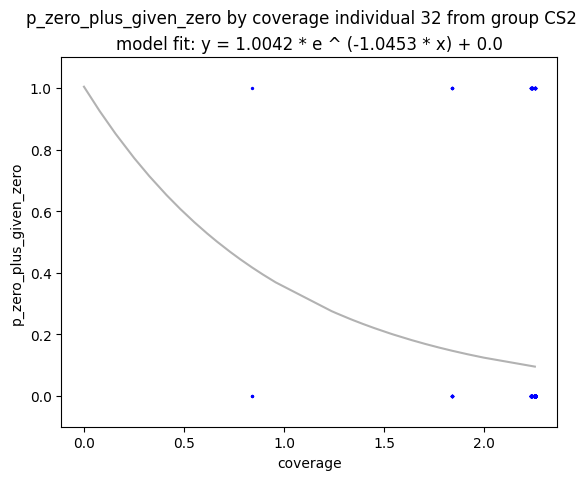 p_zero_plus_given_zero by coverage individual 32 from group CS2
model fit: y = 1.0042 * e ^ (-1.0453 * x) + 0.0
1.0
0.8
0.6
0.4
0.2
0.0
p_zero_plus_given_zero
0.0 0.5 1.0 1.5 2.0
coverage